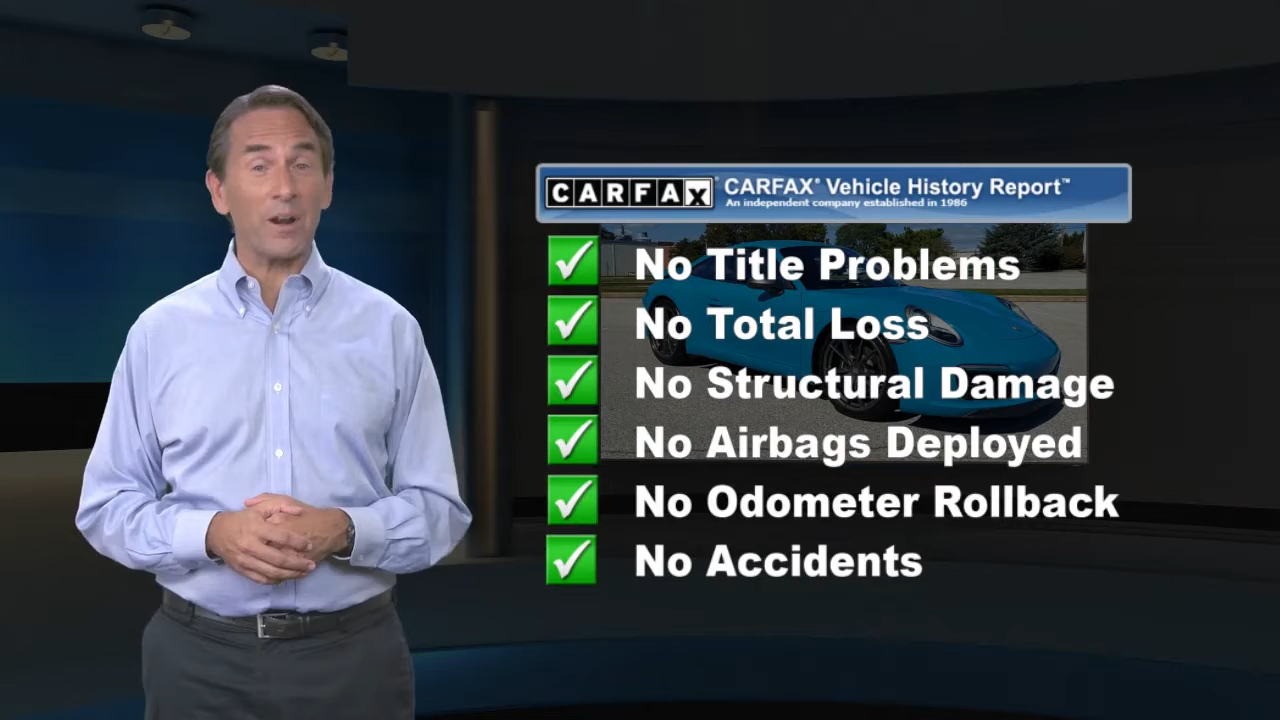 CARFAX® CARFAX® Vehicle History Report™
An independent company established in 1986
No Title Problems
No Total Loss
No Structural Damage
No Airbags Deployed
No Odometer Rollback
No Accidents